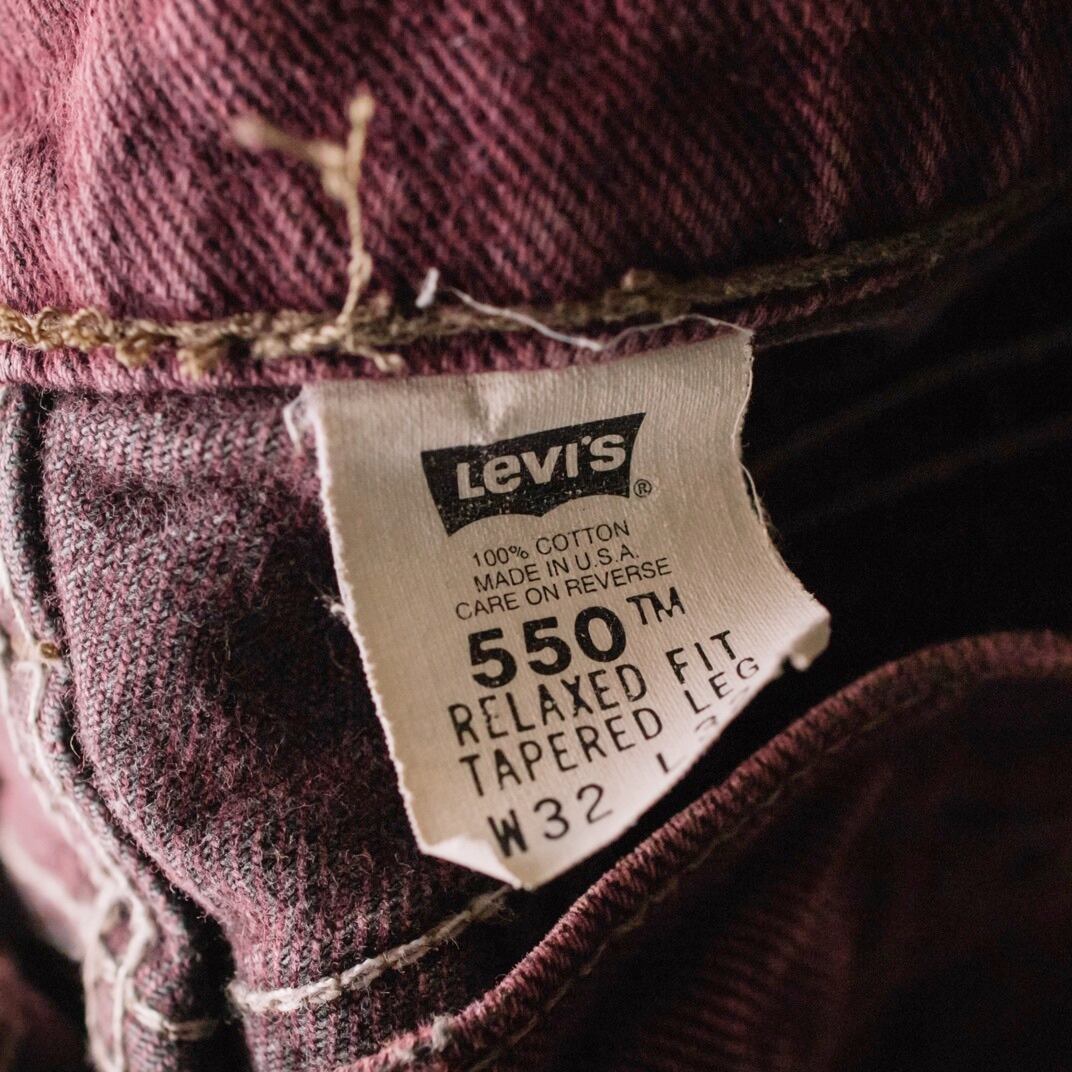 Levi's ®
100% COTTON
MADE IN U.S.A.
CARE ON REVERSE
550™
RELAXED FIT
TAPERED LEG
W32 L